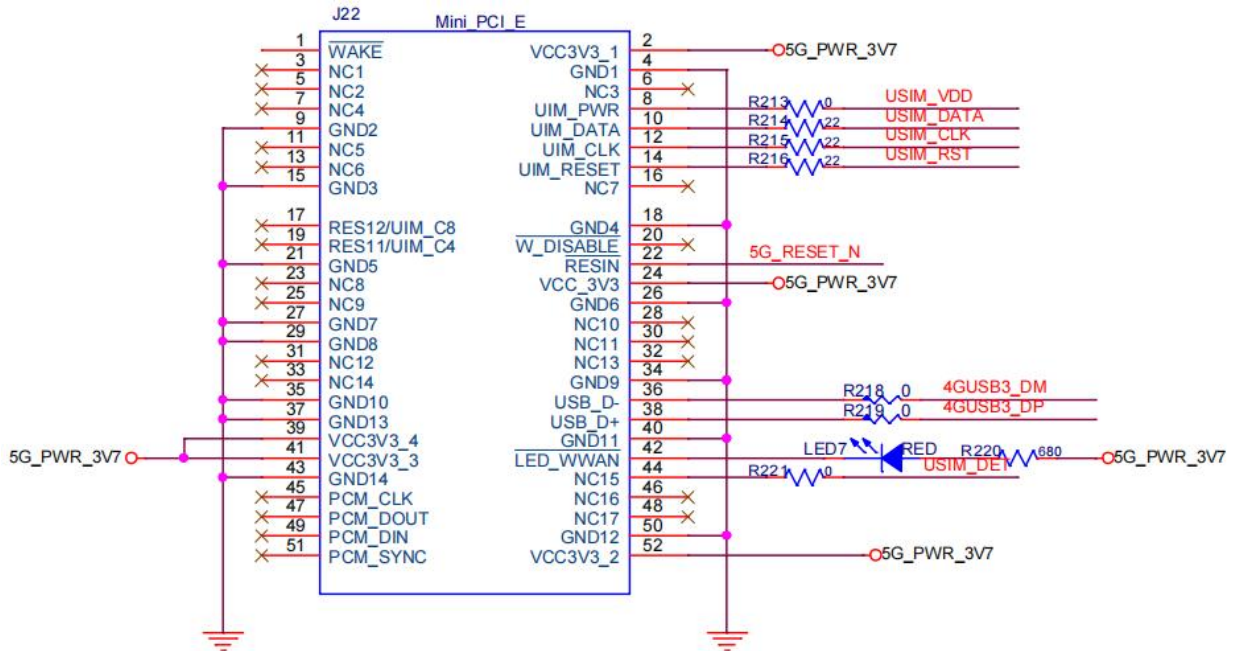 J22 Mini_PCI_E
1 WAKE VCC3V3_1 2 5G_PWR_3V7
3 NC1 GND1 4
5 NC2 NC3 6
7 NC4 UIM_PWR 8 R213 0 USIM_VDD
9 GND2 UIM_DATA 10 R214 22 USIM_DATA
11 NC5 UIM_CLK 12 R215 22 USIM_CLK
13 NC6 UIM_RESET 14 R216 22 USIM_RST
15 GND3 NC7 16
17 RES12/UIM_C8 GND4 18
19 RES11/UIM_C4 W_DISABLE 20
21 GND5 RESIN 22 5G_RESET_N
23 NC8 VCC_3V3 24 5G_PWR_3V7
25 NC9 GND6 26
27 GND7 NC10 28
29 GND8 NC11 30
31 NC12 NC13 32
33 NC14 GND9 34
35 GND10 USB_D- 36 R218 0 4GUSB3_DM
37 GND13 USB_D+ 38 R219 0 4GUSB3_DP
39 VCC3V3_4 GND11 40
5G_PWR_3V7 41 VCC3V3_3 LED_WWAN 42 LED7 RED R220 680 5G_PWR_3V7
43 GND14 NC15 44 R221 0 USIM_DET
45 PCM_CLK NC16 46
47 PCM_DOUT NC17 48
49 PCM_DIN GND12 50
51 PCM_SYNC VCC3V3_2 52 5G_PWR_3V7